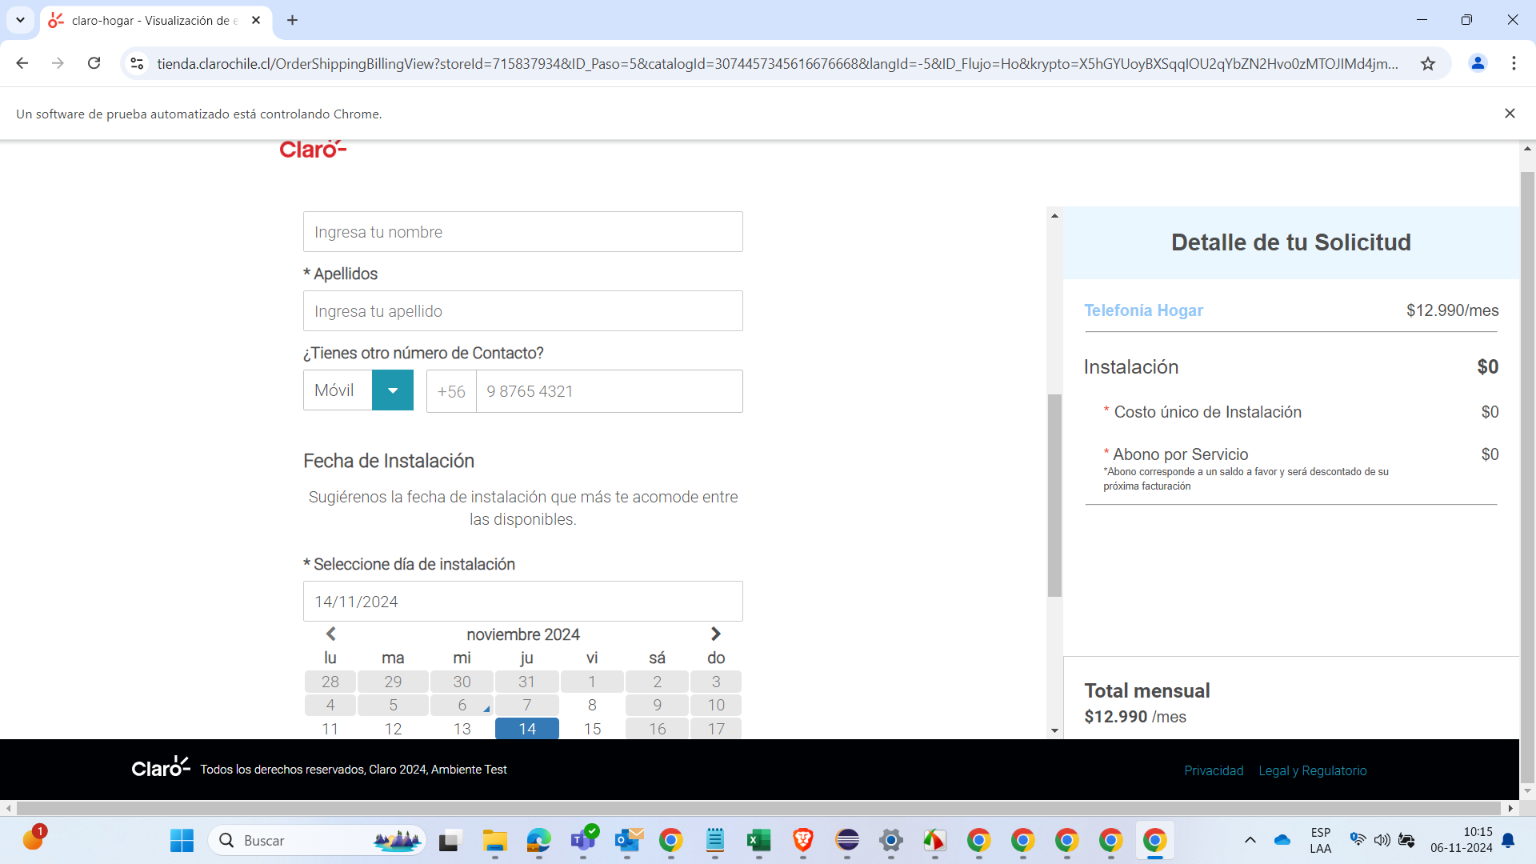 claro-hogar - Visualización de e
tienda.clarochile.cl/OrderShippingBillingView?storeId=715837934&ID_Paso=5&catalogId=3074457345616676668&langId=-5&ID_Flujo=Ho&krypto=X5hGYUoyBXSqqIOU2qYbZN2Hvo0zMTOJIMd4jm...
Un software de prueba automatizado está controlando Chrome.
Claro
Ingresa tu nombre
* Apellidos
Ingresa tu apellido
¿Tienes otro número de Contacto?
Móvil +56 9 8765 4321
Fecha de Instalación
Sugiérenos la fecha de instalación que más te acomode entre
las disponibles.
* Seleccione día de instalación
14/11/2024
noviembre 2024
lu ma mi ju vi sá do
28 29 30 31 1 2 3
4 5 6 7 8 9 10
11 12 13 14 15 16 17
Detalle de tu Solicitud
Telefonía Hogar $12.990/mes
Instalación $0
* Costo único de Instalación $0
* Abono por Servicio $0
*Abono corresponde a un saldo a favor y será descontado de su
próxima facturación
Total mensual
$12.990 /mes
Claro Todos los derechos reservados, Claro 2024, Ambiente Test
Privacidad Legal y Regulatorio
1
Buscar
ESP
LAA
10:15
06-11-2024